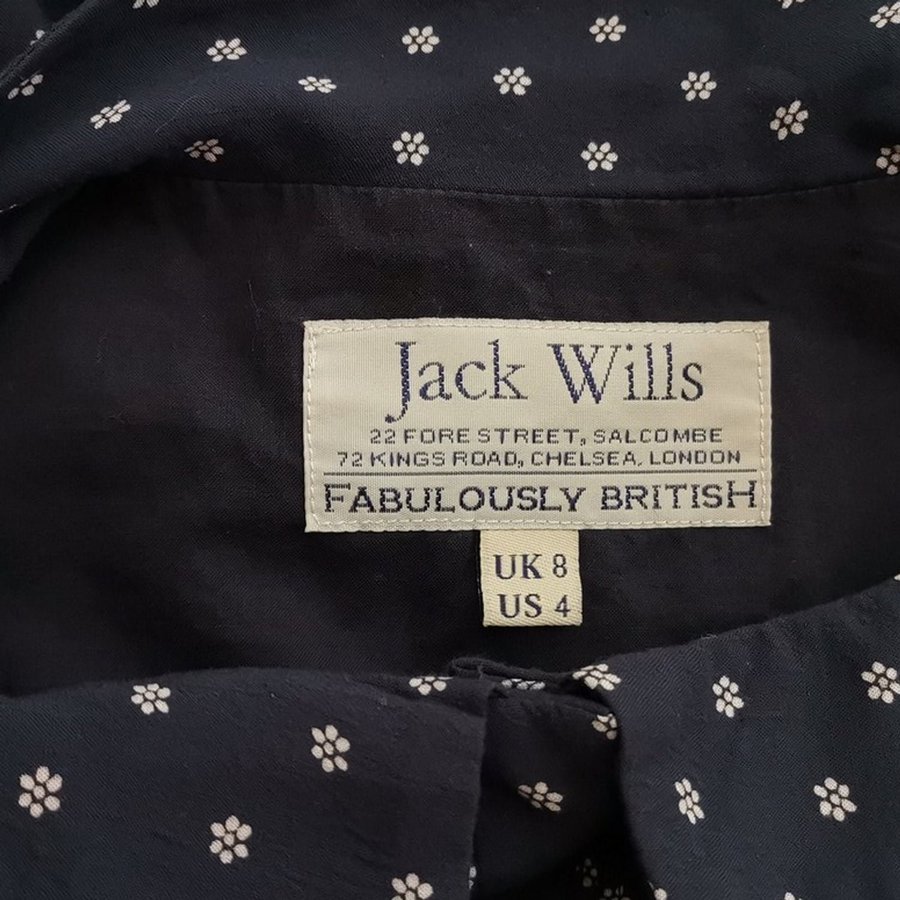 Jack Wills
22 FORE STREET, SALCOMBE
72 KINGS ROAD, CHELSEA, LONDON
FABULOUSLY BRITISH
UK 8
US 4